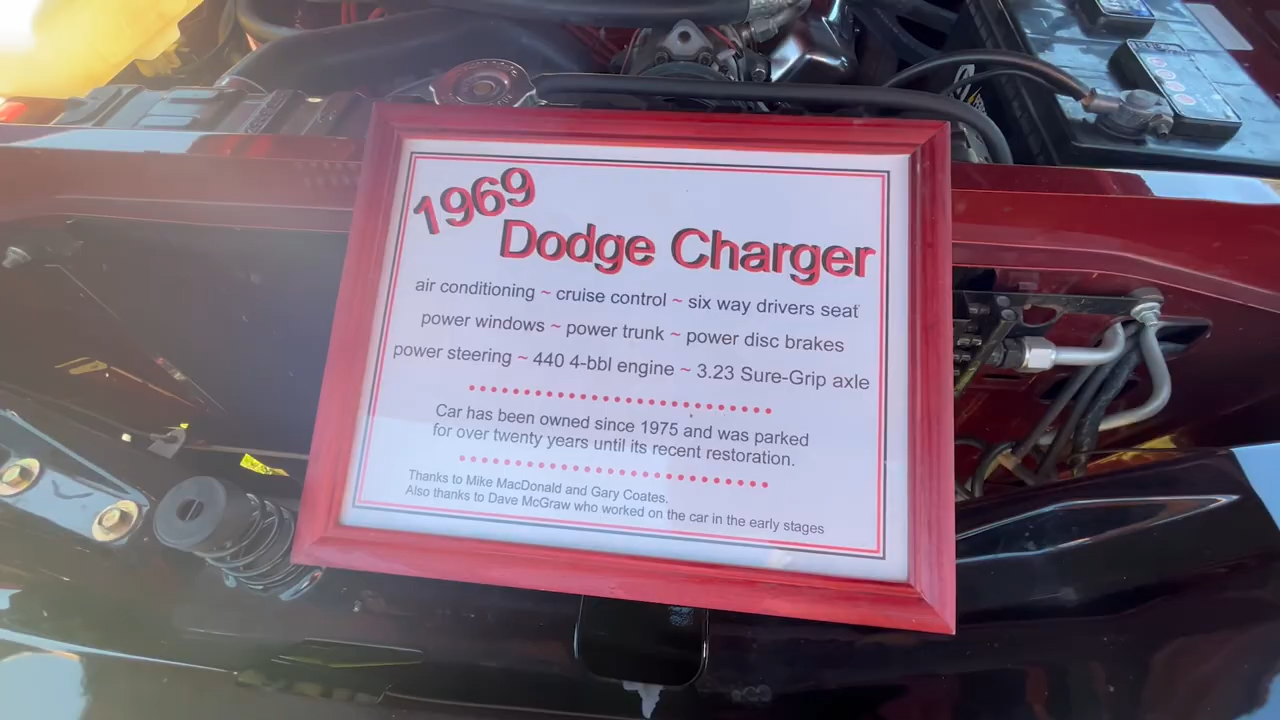 1969
Dodge Charger
air conditioning ~ cruise control ~ six way drivers seat
power windows ~ power trunk ~ power disc brakes
power steering ~ 440 4-bbl engine ~ 3.23 Sure-Grip axle
Car has been owned since 1975 and was parked
for over twenty years until its recent restoration.
Thanks to Mike MacDonald and Gary Coates.
Also thanks to Dave McGraw who worked on the car in the early stages